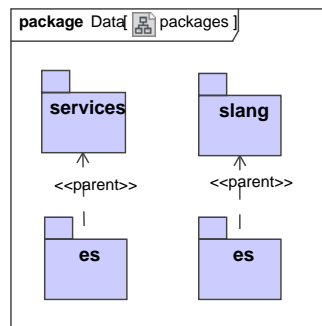 package Data[ packages ]
services
slang
<<parent>>
<<parent>>
es
es